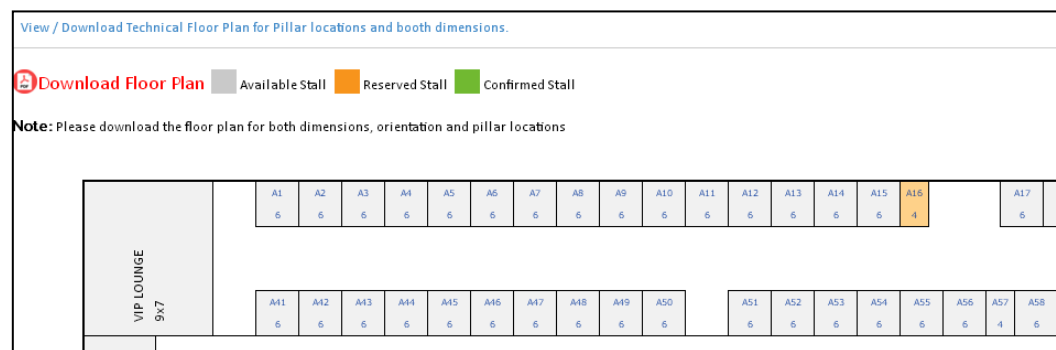 View / Download Technical Floor Plan for Pillar locations and booth dimensions.
PDF Download Floor Plan Available Stall Reserved Stall Confirmed Stall
Note: Please download the floor plan for both dimensions, orientation and pillar locations
A1 A2 A3 A4 A5 A6 A7 A8 A9 A10 A11 A12 A13 A14 A15 A16 A17
6 6 6 6 6 6 6 6 6 6 6 6 6 6 6 4 6
VIP LOUNGE
9x7
A41 A42 A43 A44 A45 A46 A47 A48 A49 A50 A51 A52 A53 A54 A55 A56 A57 A58
6 6 6 6 6 6 6 6 6 6 6 6 6 6 6 6 4 6